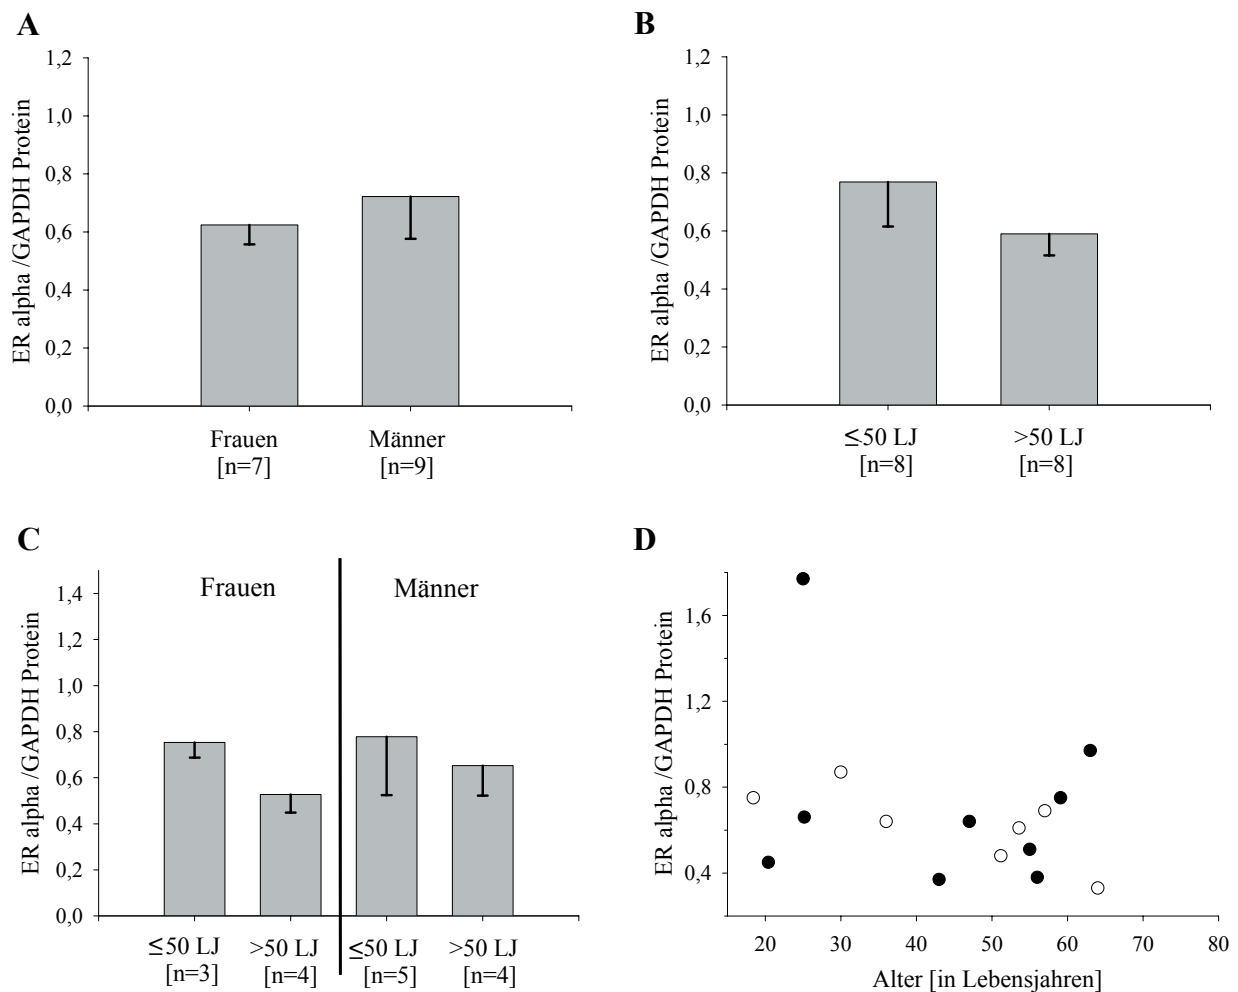 A
ER alpha /GAPDH Protein
1,2
1,0
0,8
0,6
0,4
0,2
0,0
Frauen
[n=7]
Männer
[n=9]
B
ER alpha /GAPDH Protein
1,2
1,0
0,8
0,6
0,4
0,2
0,0
≤50 LJ
[n=8]
>50 LJ
[n=8]
C
ER alpha /GAPDH Protein
1,4
1,2
1,0
0,8
0,6
0,4
0,2
0,0
Frauen
Männer
≤50 LJ
[n=3]
>50 LJ
[n=4]
≤50 LJ
[n=5]
>50 LJ
[n=4]
D
ER alpha /GAPDH Protein
1,6
1,2
0,8
0,4
20 30 40 50 60 70 80
Alter [in Lebensjahren]